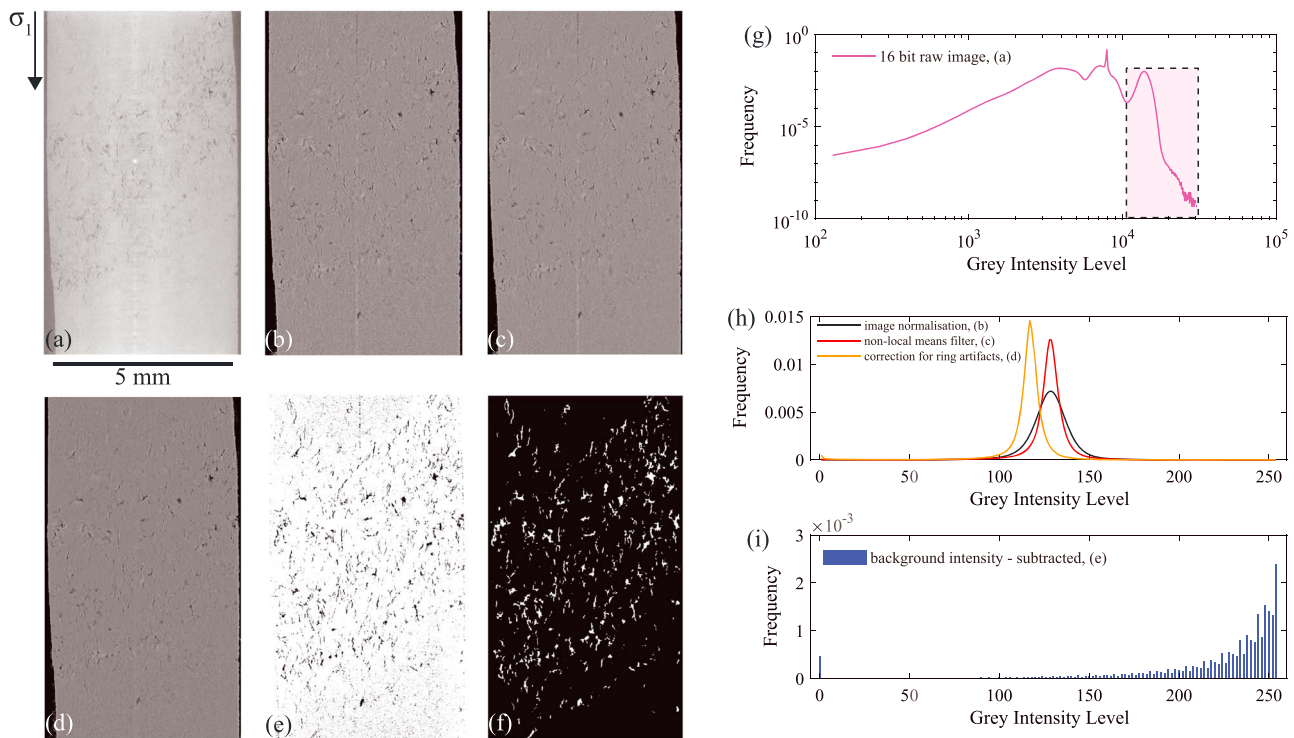 σ1
(a)
(b)
(c)
5 mm
(d)
(e)
(f)
(g)
10^0
10^-5
10^-10
Frequency
16 bit raw image, (a)
10^2
10^3
10^4
10^5
Grey Intensity Level
(h)
0.015
0.01
0.005
0
Frequency
image normalisation, (b)
non-local means filter, (c)
correction for ring artifacts, (d)
0
50
100
150
200
250
Grey Intensity Level
(i)
×10^-3
3
2
1
0
Frequency
background intensity - subtracted, (e)
0
50
100
150
200
250
Grey Intensity Level